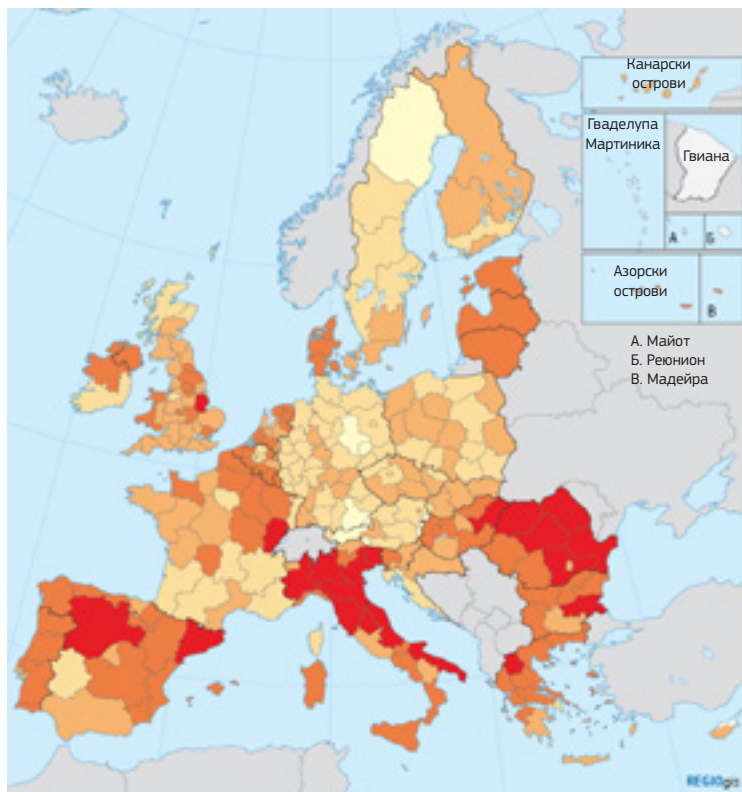 Канарски
острови
Гваделупа
Мартиника
Гвиана
А Б
Азорски
острови
В
А. Майот
Б. Реюнион
В. Мадейра
REGIOgis